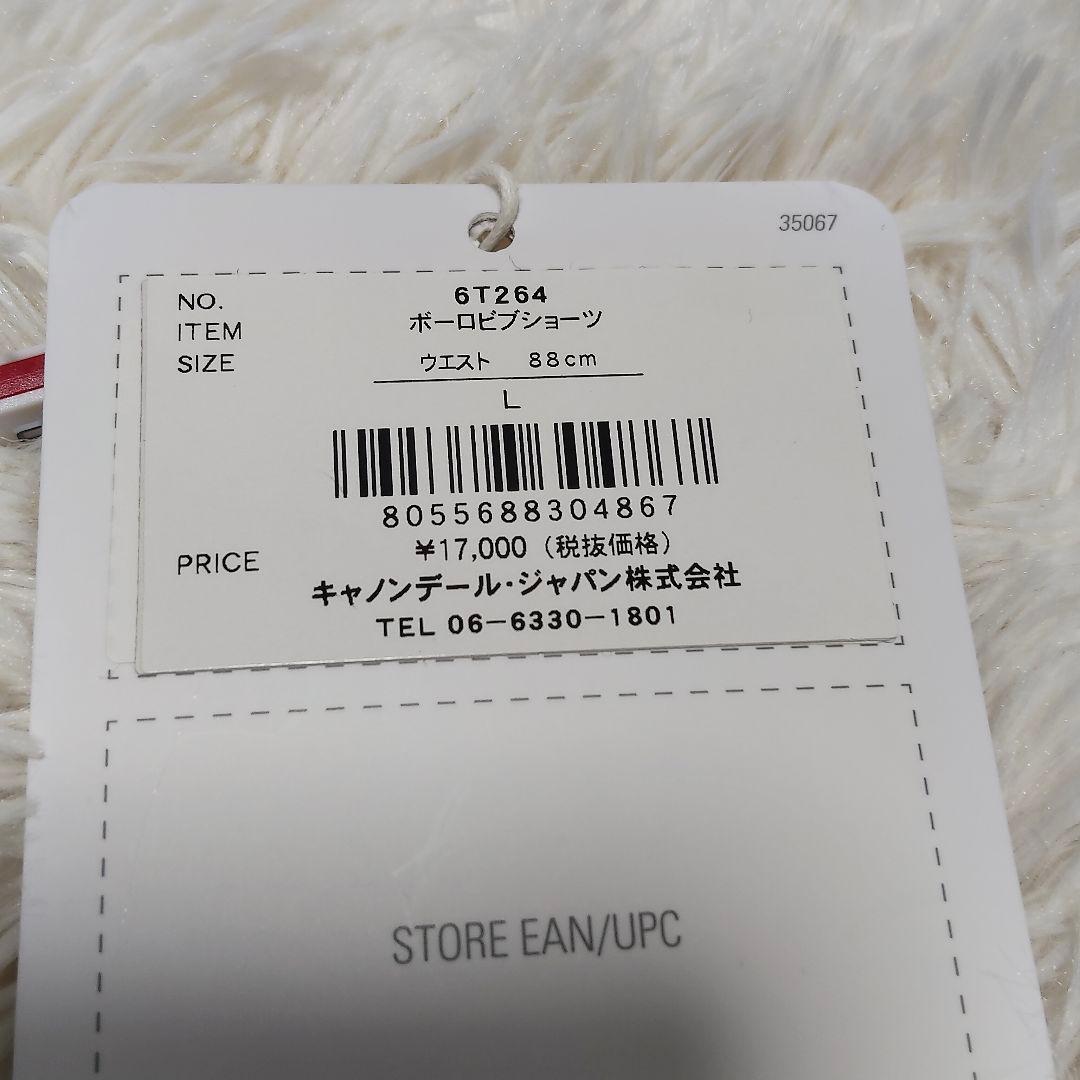 35067
NO. 6T264
ITEM ボーロビブショーツ
SIZE ウエスト 88cm
L
8055688304867
PRICE ¥17,000（税抜価格）
キャノンデール・ジャパン株式会社
TEL 06－6330－1801
STORE EAN/UPC